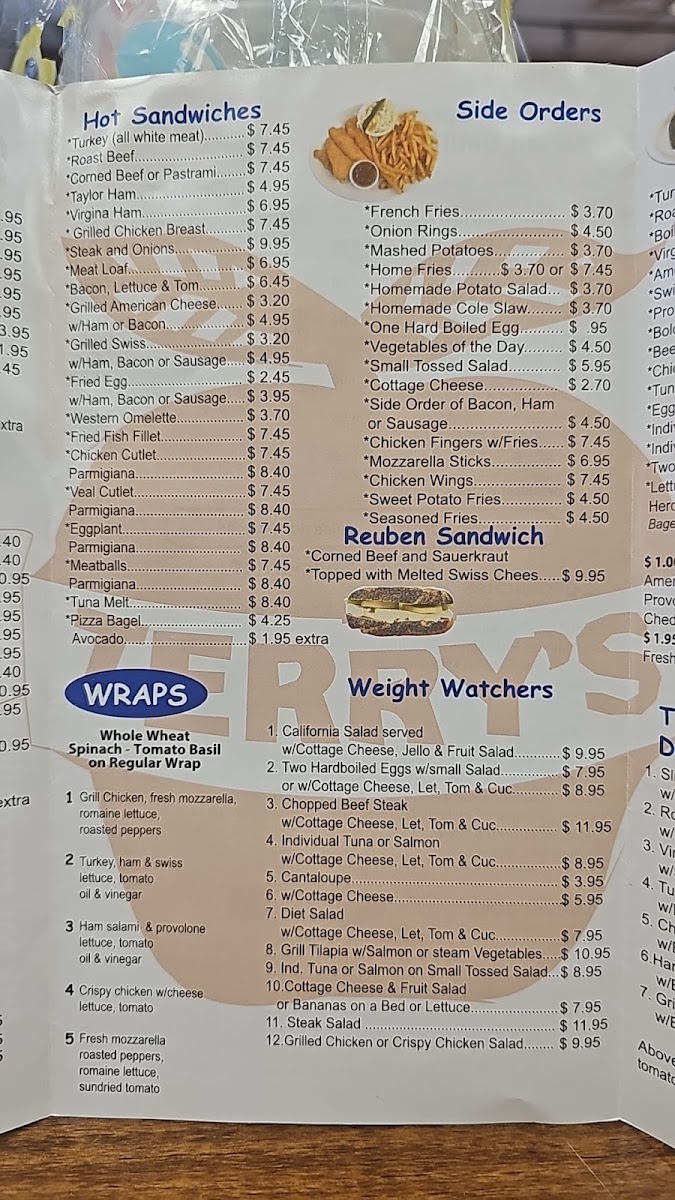 Hot Sandwiches
*Turkey (all white meat)..........$ 7.45
*Roast Beef..........................$ 7.45
*Corned Beef or Pastrami.......$ 7.45
*Taylor Ham..........................$ 4.95
*Virgina Ham.........................$ 6.95
* Grilled Chicken Breast.........$ 7.45
*Steak and Onions.................$ 9.95
*Meat Loaf............................$ 6.95
*Bacon, Lettuce & Tom..........$ 6.45
*Grilled American Cheese......$ 3.20
w/Ham or Bacon...................$ 4.95
*Grilled Swiss........................$ 3.20
w/Ham, Bacon or Sausage....$ 4.95
*Fried Egg............................$ 2.45
w/Ham, Bacon or Sausage....$ 3.95
*Western Omelette................$ 3.70
*Fried Fish Fillet.....................$ 7.45
*Chicken Cutlet.....................$ 7.45
Parmigiana...........................$ 8.40
*Veal Cutlet...........................$ 7.45
Parmigiana...........................$ 8.40
*Eggplant..............................$ 7.45
Parmigiana...........................$ 8.40
*Meatballs.............................$ 7.45
Parmigiana...........................$ 8.40
*Tuna Melt............................$ 8.40
*Pizza Bagel.........................$ 4.25
Avocado..............................$ 1.95 extra
WRAPS
Whole Wheat
Spinach - Tomato Basil
on Regular Wrap
1 Grill Chicken, fresh mozzarella,
romaine lettuce,
roasted peppers
2 Turkey, ham & swiss
lettuce, tomato
oil & vinegar
3 Ham salami & provolone
lettuce, tomato
oil & vinegar
4 Crispy chicken w/cheese
lettuce, tomato
5 Fresh mozzarella
roasted peppers,
romaine lettuce,
sundried tomato
Side Orders
*French Fries........................$ 3.70
*Onion Rings........................$ 4.50
*Mashed Potatoes................$ 3.70
*Home Fries..........$ 3.70 or $ 7.45
*Homemade Potato Salad...$ 3.70
*Homemade Cole Slaw........$ 3.70
*One Hard Boiled Egg..........$ .95
*Vegetables of the Day.........$ 4.50
*Small Tossed Salad............$ 5.95
*Cottage Cheese..................$ 2.70
*Side Order of Bacon, Ham
or Sausage..........................$ 4.50
*Chicken Fingers w/Fries......$ 7.45
*Mozzarella Sticks................$ 6.95
*Chicken Wings....................$ 7.45
*Sweet Potato Fries..............$ 4.50
*Seasoned Fries...................$ 4.50
Reuben Sandwich
*Corned Beef and Sauerkraut
*Topped with Melted Swiss Chees.....$ 9.95
TERRY'S
Weight Watchers
1. California Salad served
w/Cottage Cheese, Jello & Fruit Salad...........$ 9.95
2. Two Hardboiled Eggs w/small Salad..............$ 7.95
or w/Cottage Cheese, Let, Tom & Cuc...........$ 8.95
3. Chopped Beef Steak
w/Cottage Cheese, Let, Tom & Cuc...............$ 11.95
4. Individual Tuna or Salmon
w/Cottage Cheese, Let, Tom & Cuc...............$ 8.95
5. Cantaloupe.................................................$ 3.95
6. w/Cottage Cheese......................................$ 5.95
7. Diet Salad
w/Cottage Cheese, Let, Tom & Cuc...............$ 7.95
8. Grill Tilapia w/Salmon or steam Vegetables.....$ 10.95
9. Ind. Tuna or Salmon on Small Tossed Salad...$ 8.95
10.Cottage Cheese & Fruit Salad
or Bananas on a Bed or Lettuce....................$ 7.95
11. Steak Salad .............................................$ 11.95
12.Grilled Chicken or Crispy Chicken Salad........$ 9.95